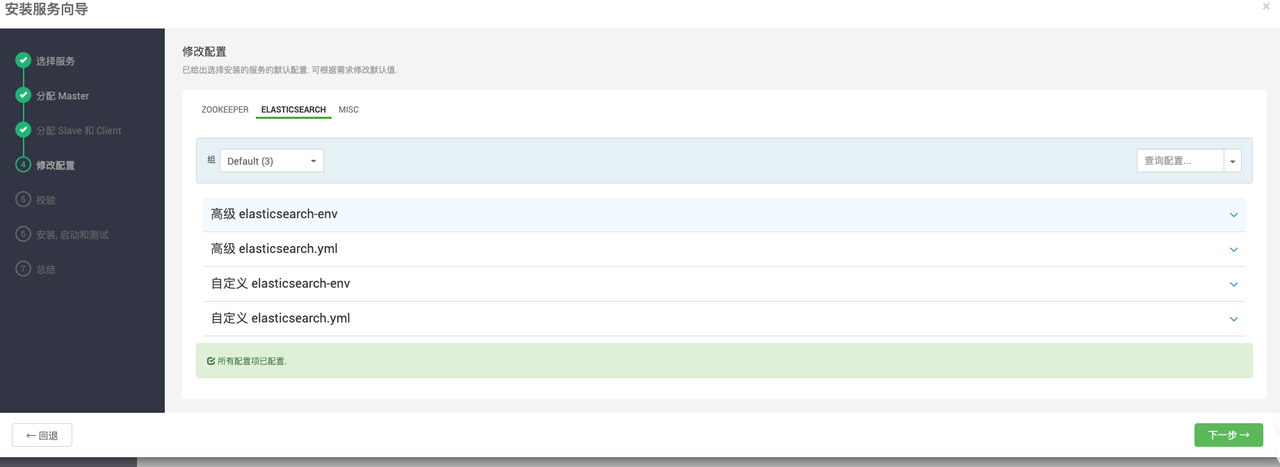 安装服务向导
×
选择服务
分配 Master
分配 Slave 和 Client
4 修改配置
5 校验
6 安装, 启动和测试
7 总结
修改配置
已给出选择安装的服务的默认配置. 可根据需求修改默认值.
ZOOKEEPER ELASTICSEARCH MISC
组 Default (3) 查询配置...
高级 elasticsearch-env
高级 elasticsearch.yml
自定义 elasticsearch-env
自定义 elasticsearch.yml
所有配置项已配置.
← 回退 下一步 →